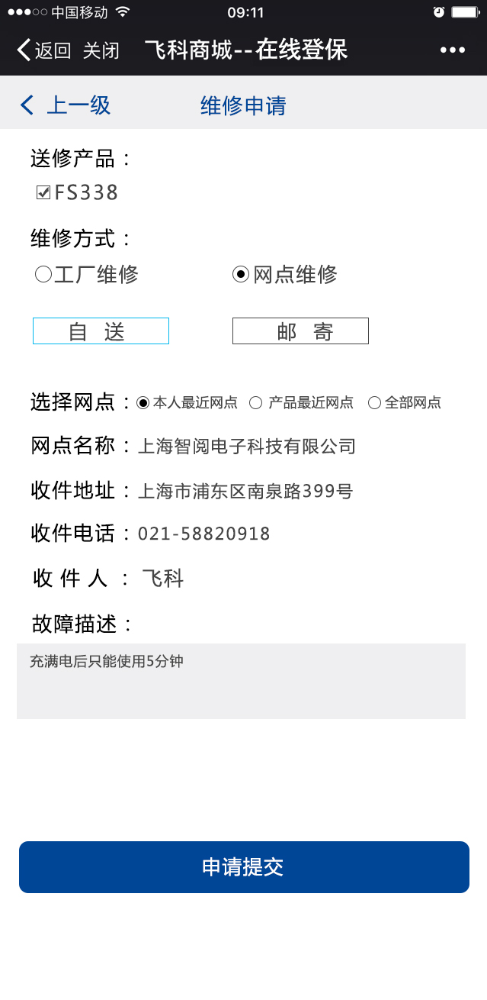 中国移动 09:11
返回 关闭 飞科商城--在线登保
上一级 维修申请
送修产品：
FS338
维修方式：
工厂维修 网点维修
自 送 邮 寄
选择网点：本人最近网点 产品最近网点 全部网点
网点名称：上海智阅电子科技有限公司
收件地址：上海市浦东区南泉路399号
收件电话：021-58820918
收 件 人 ： 飞科
故障描述：
充满电后只能使用5分钟
申请提交